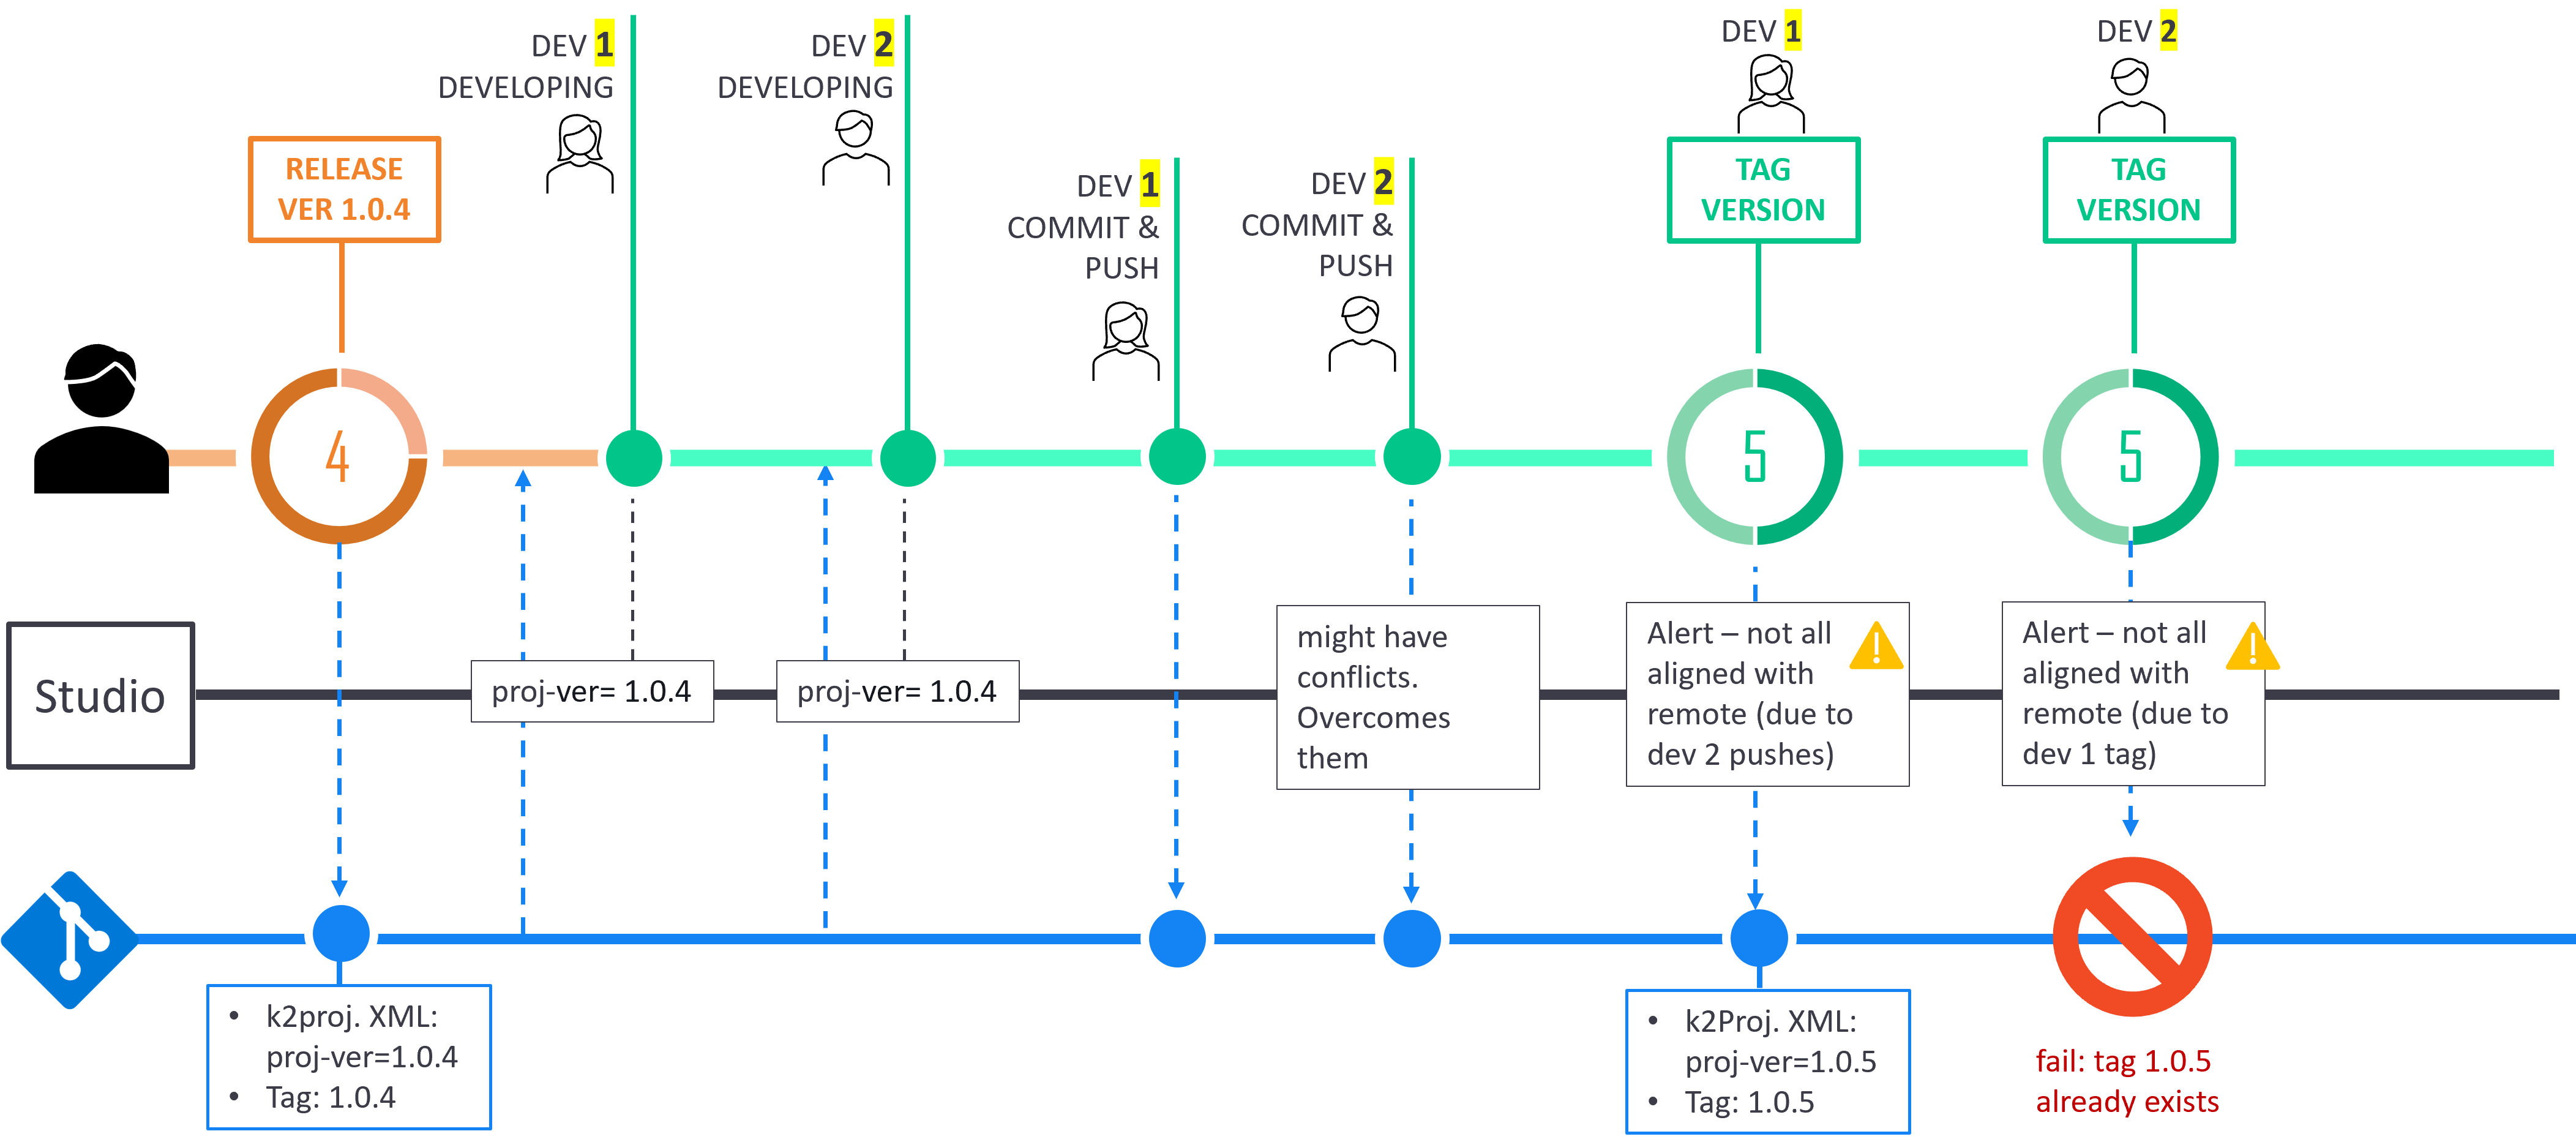 DEV 1
DEVELOPING
DEV 2
DEVELOPING
DEV 1
DEV 2
RELEASE
VER 1.0.4
DEV 1
COMMIT &
PUSH
DEV 2
COMMIT &
PUSH
TAG
VERSION
TAG
VERSION
4
5
5
Studio
proj-ver= 1.0.4
proj-ver= 1.0.4
might have
conflicts.
Overcomes
them
Alert – not all
aligned with
remote (due to
dev 2 pushes)
Alert – not all
aligned with
remote (due to
dev 1 tag)
• k2proj. XML:
proj-ver=1.0.4
• Tag: 1.0.4
• k2Proj. XML:
proj-ver=1.0.5
• Tag: 1.0.5
fail: tag 1.0.5
already exists